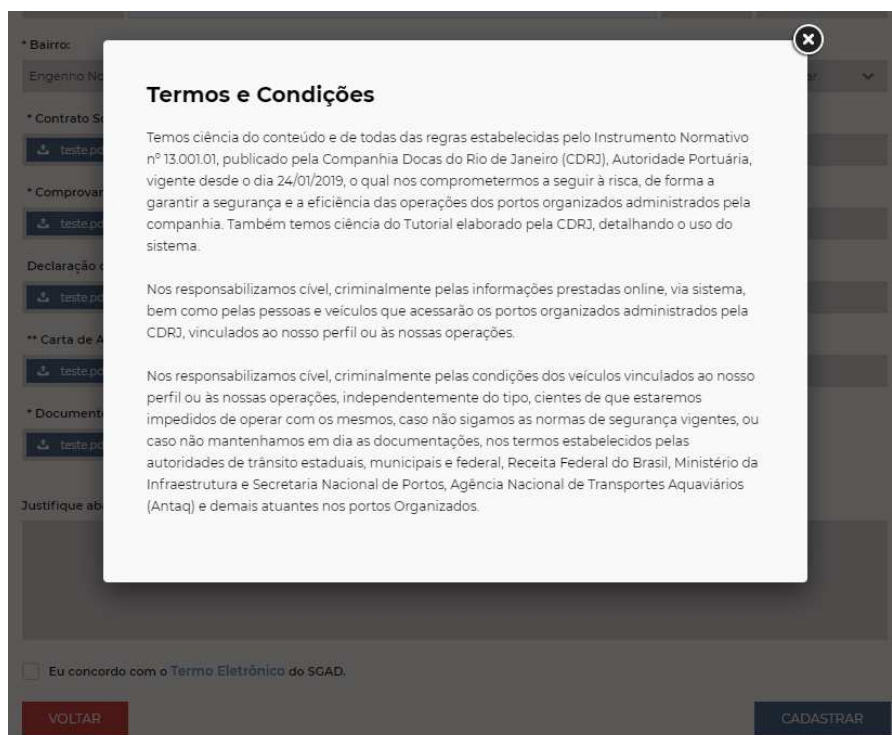 * Bairro:
Engenho No
Termos e Condições
* Contrato So
Temos ciência do conteúdo e de todas das regras estabelecidas pelo Instrumento Normativo
nº 13.001.01, publicado pela Companhia Docas do Rio de Janeiro (CDRJ), Autoridade Portuária,
vigente desde o dia 24/01/2019, o qual nos comprometermos a seguir à risca, de forma a
garantir a segurança e a eficiência das operações dos portos organizados administrados pela
companhia. Também temos ciência do Tutorial elaborado pela CDRJ, detalhando o uso do
sistema.
Nos responsabilizamos cível, criminalmente pelas informações prestadas online, via sistema,
bem como pelas pessoas e veículos que acessarão os portos organizados administrados pela
CDRJ, vinculados ao nosso perfil ou às nossas operações.
Nos responsabilizamos cível, criminalmente pelas condições dos veículos vinculados ao nosso
perfil ou às nossas operações, independentemente do tipo, cientes de que estaremos
impedidos de operar com os mesmos, caso não sigamos as normas de segurança vigentes, ou
caso não mantenhamos em dia as documentações, nos termos estabelecidos pelas
autoridades de trânsito estaduais, municipais e federal, Receita Federal do Brasil, Ministério da
Infraestrutura e Secretaria Nacional de Portos, Agência Nacional de Transportes Aquaviários
(Antaq) e demais atuantes nos portos Organizados.
teste.pd
* Comprovar
teste.pd
Declaração d
teste.pd
** Carta de A
teste.pd
* Document
teste.pd
Justifique ab
Eu concordo com o Termo Eletrônico do SGAD.
VOLTAR
CADASTRAR